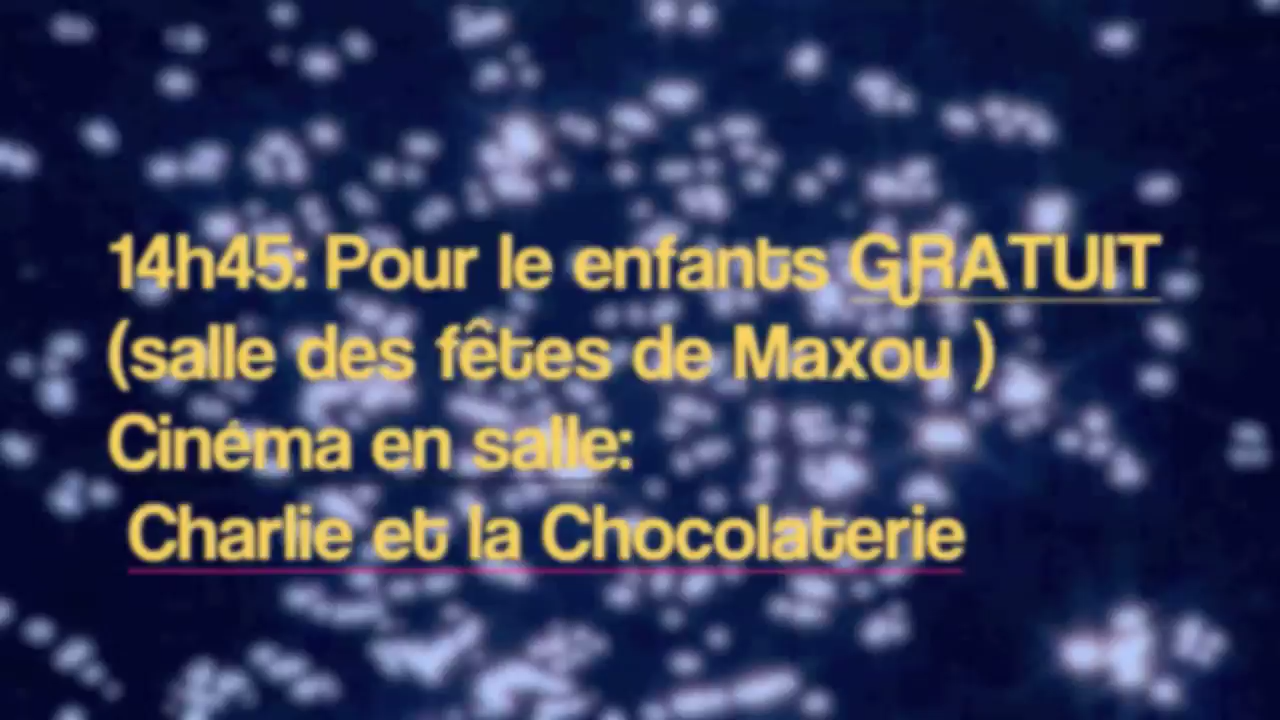 14h45: Pour le enfants GRATUIT
(salle des fêtes de Maxou )
Cinéma en salle:
Charlie et la Chocolaterie